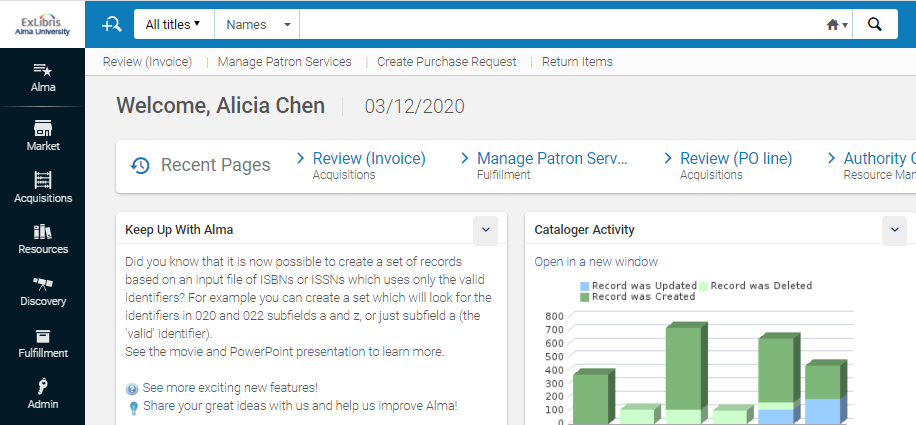 ExLibris
Alma University
All titles
Names
Alma
Market
Acquisitions
Resources
Discovery
Fulfillment
Admin
Review (Invoice) | Manage Patron Services | Create Purchase Request | Return Items
Welcome, Alicia Chen | 03/12/2020
Recent Pages
Review (Invoice)
Acquisitions
Manage Patron Serv...
Fulfillment
Review (PO line)
Acquisitions
Authority
Resource Man
Keep Up With Alma
Did you know that it is now possible to create a set of records
based on an input file of ISBNs or ISSNs which uses only the valid
identifiers? For example you can create a set which will look for the
identifiers in 020 and 022 subfields a and z, or just subfield a (the
'valid' identifier).
See the movie and PowerPoint presentation to learn more.
See more exciting new features!
Share your great ideas with us and help us improve Alma!
Cataloger Activity
Open in a new window
Record was Updated Record was Deleted
Record was Created
800
700
600
500
400
300
200
100
0